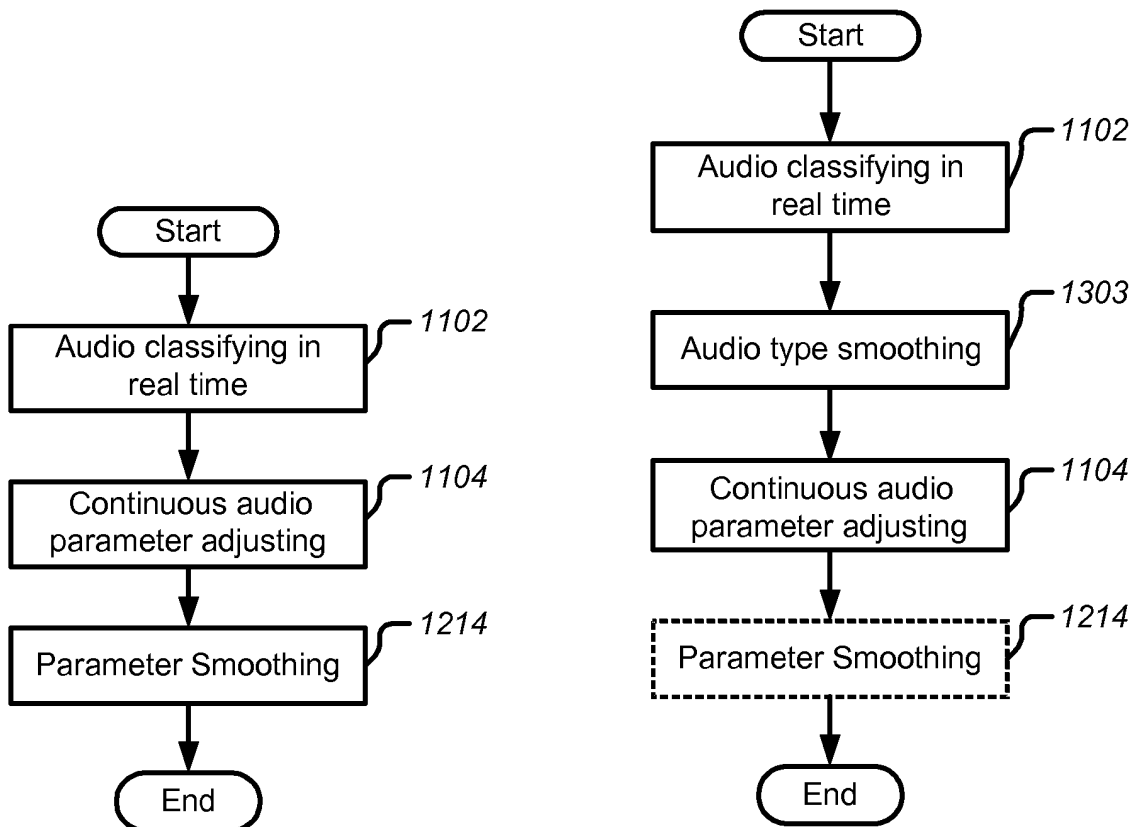 Start
Audio classifying in
real time
1102
Continuous audio
parameter adjusting
1104
Parameter Smoothing
1214
End
Start
Audio classifying in
real time
1102
Audio type smoothing
1303
Continuous audio
parameter adjusting
1104
Parameter Smoothing
1214
End